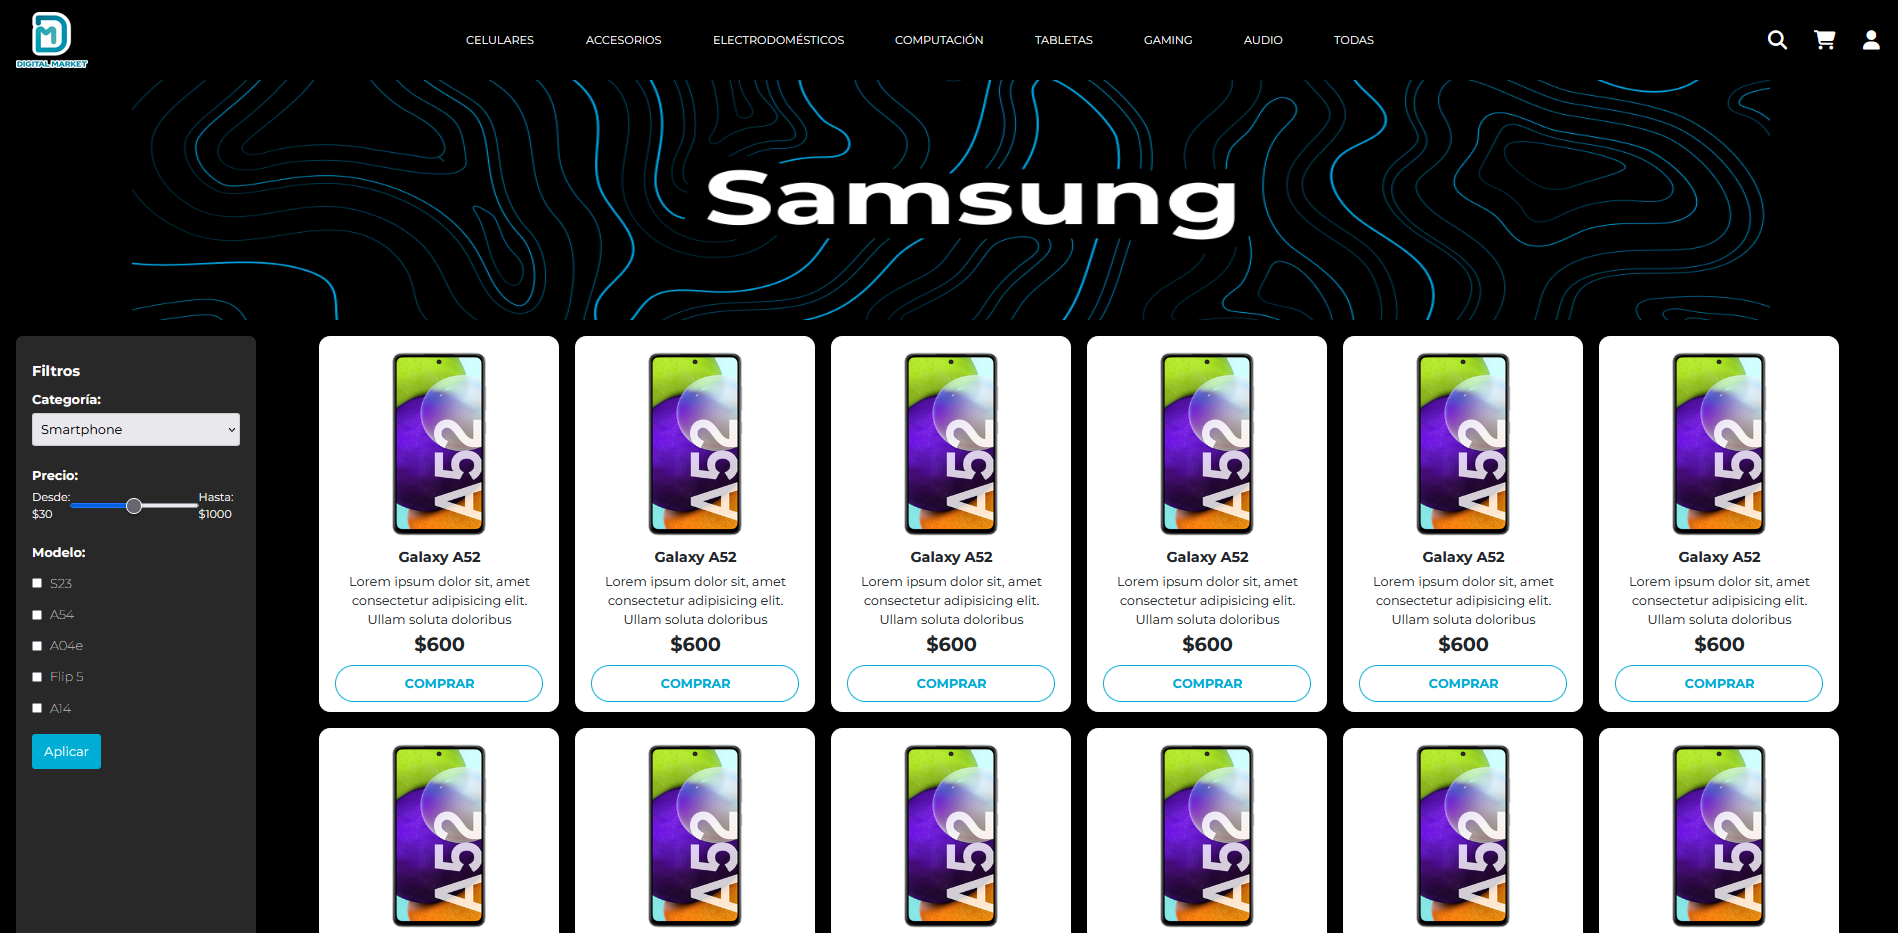 DIGITAL MARKET
CELULARES ACCESORIOS ELECTRODOMÉSTICOS COMPUTACIÓN TABLETAS GAMING AUDIO TODAS
Samsung
Filtros
Categoría:
Smartphone
Precio:
Desde: Hasta:
$30 $1000
Modelo:
S23
A54
A04e
Flip 5
A14
Aplicar
A52 A52 A52 A52 A52 A52
Galaxy A52 Galaxy A52 Galaxy A52 Galaxy A52 Galaxy A52 Galaxy A52
Lorem ipsum dolor sit, amet Lorem ipsum dolor sit, amet Lorem ipsum dolor sit, amet Lorem ipsum dolor sit, amet Lorem ipsum dolor sit, amet Lorem ipsum dolor sit, amet
consectetur adipisicing elit. consectetur adipisicing elit. consectetur adipisicing elit. consectetur adipisicing elit. consectetur adipisicing elit. consectetur adipisicing elit.
Ullam soluta doloribus Ullam soluta doloribus Ullam soluta doloribus Ullam soluta doloribus Ullam soluta doloribus Ullam soluta doloribus
$600 $600 $600 $600 $600 $600
COMPRAR COMPRAR COMPRAR COMPRAR COMPRAR COMPRAR
A52 A52 A52 A52 A52 A52